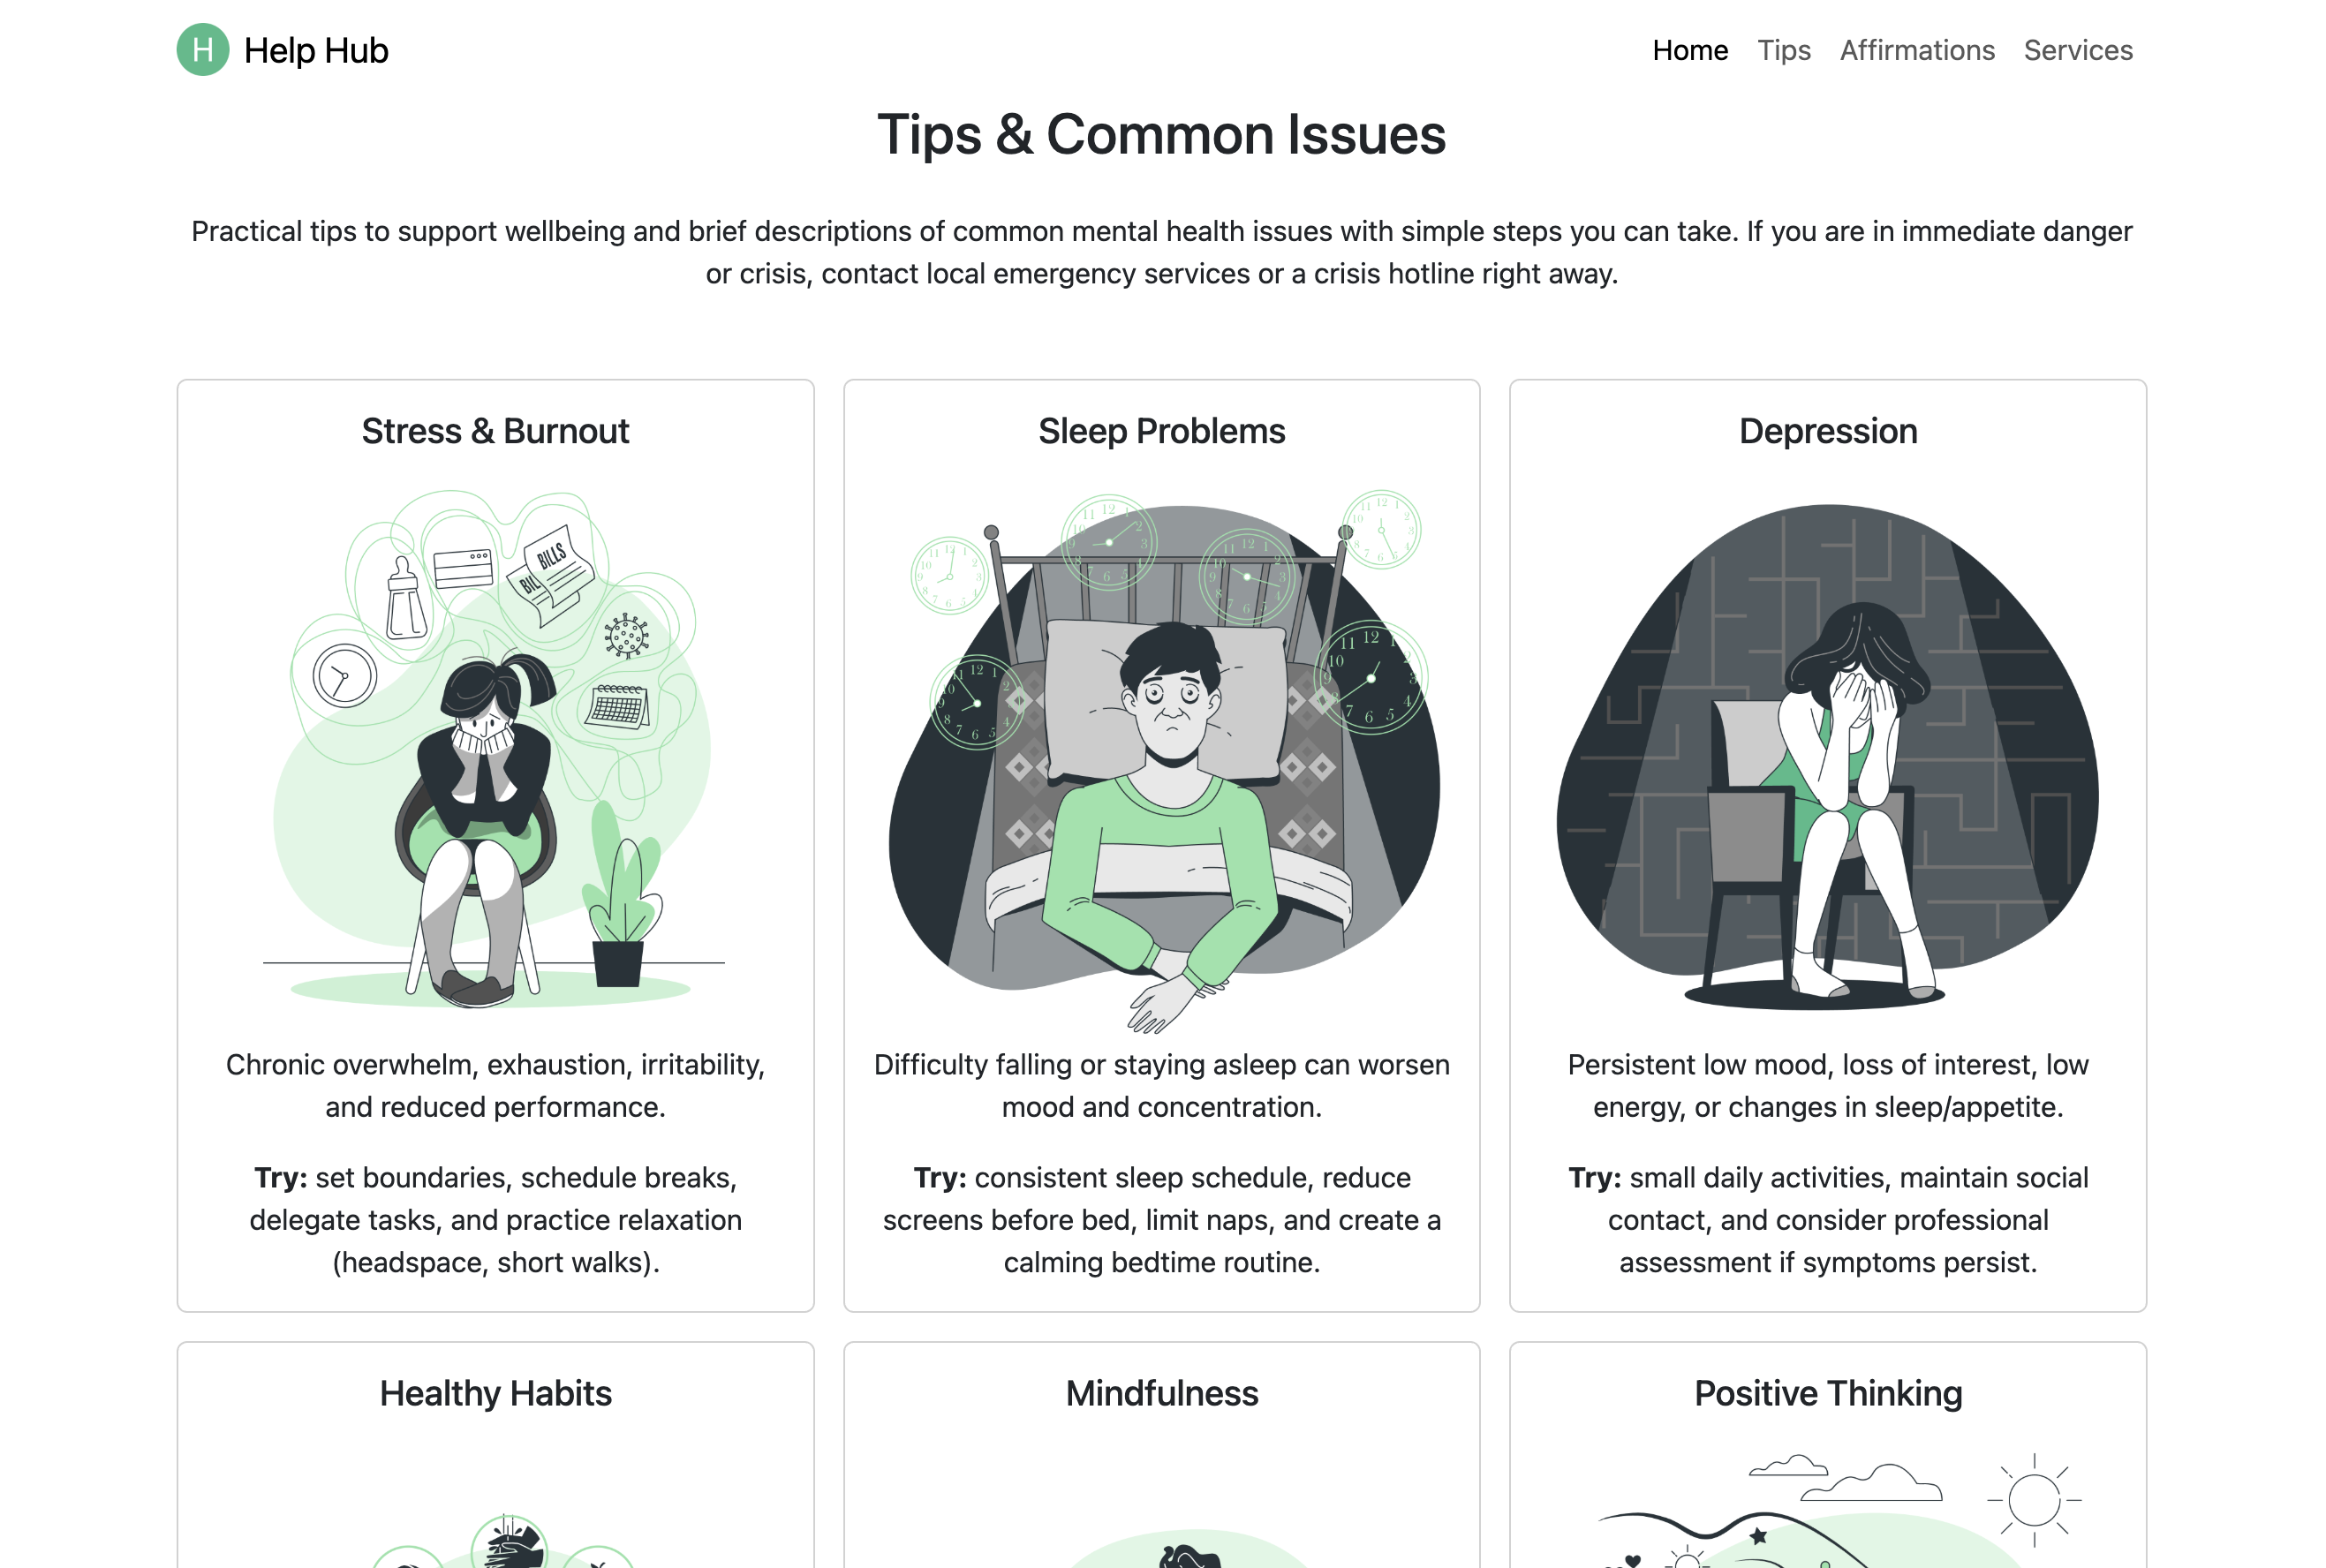 H Help Hub
Home Tips Affirmations Services
Tips & Common Issues
Practical tips to support wellbeing and brief descriptions of common mental health issues with simple steps you can take. If you are in immediate danger
or crisis, contact local emergency services or a crisis hotline right away.
Stress & Burnout
BILLS
BIL
Chronic overwhelm, exhaustion, irritability,
and reduced performance.
Try: set boundaries, schedule breaks,
delegate tasks, and practice relaxation
(headspace, short walks).
Sleep Problems
Difficulty falling or staying asleep can worsen
mood and concentration.
Try: consistent sleep schedule, reduce
screens before bed, limit naps, and create a
calming bedtime routine.
Depression
Persistent low mood, loss of interest, low
energy, or changes in sleep/appetite.
Try: small daily activities, maintain social
contact, and consider professional
assessment if symptoms persist.
Healthy Habits
Mindfulness
Positive Thinking